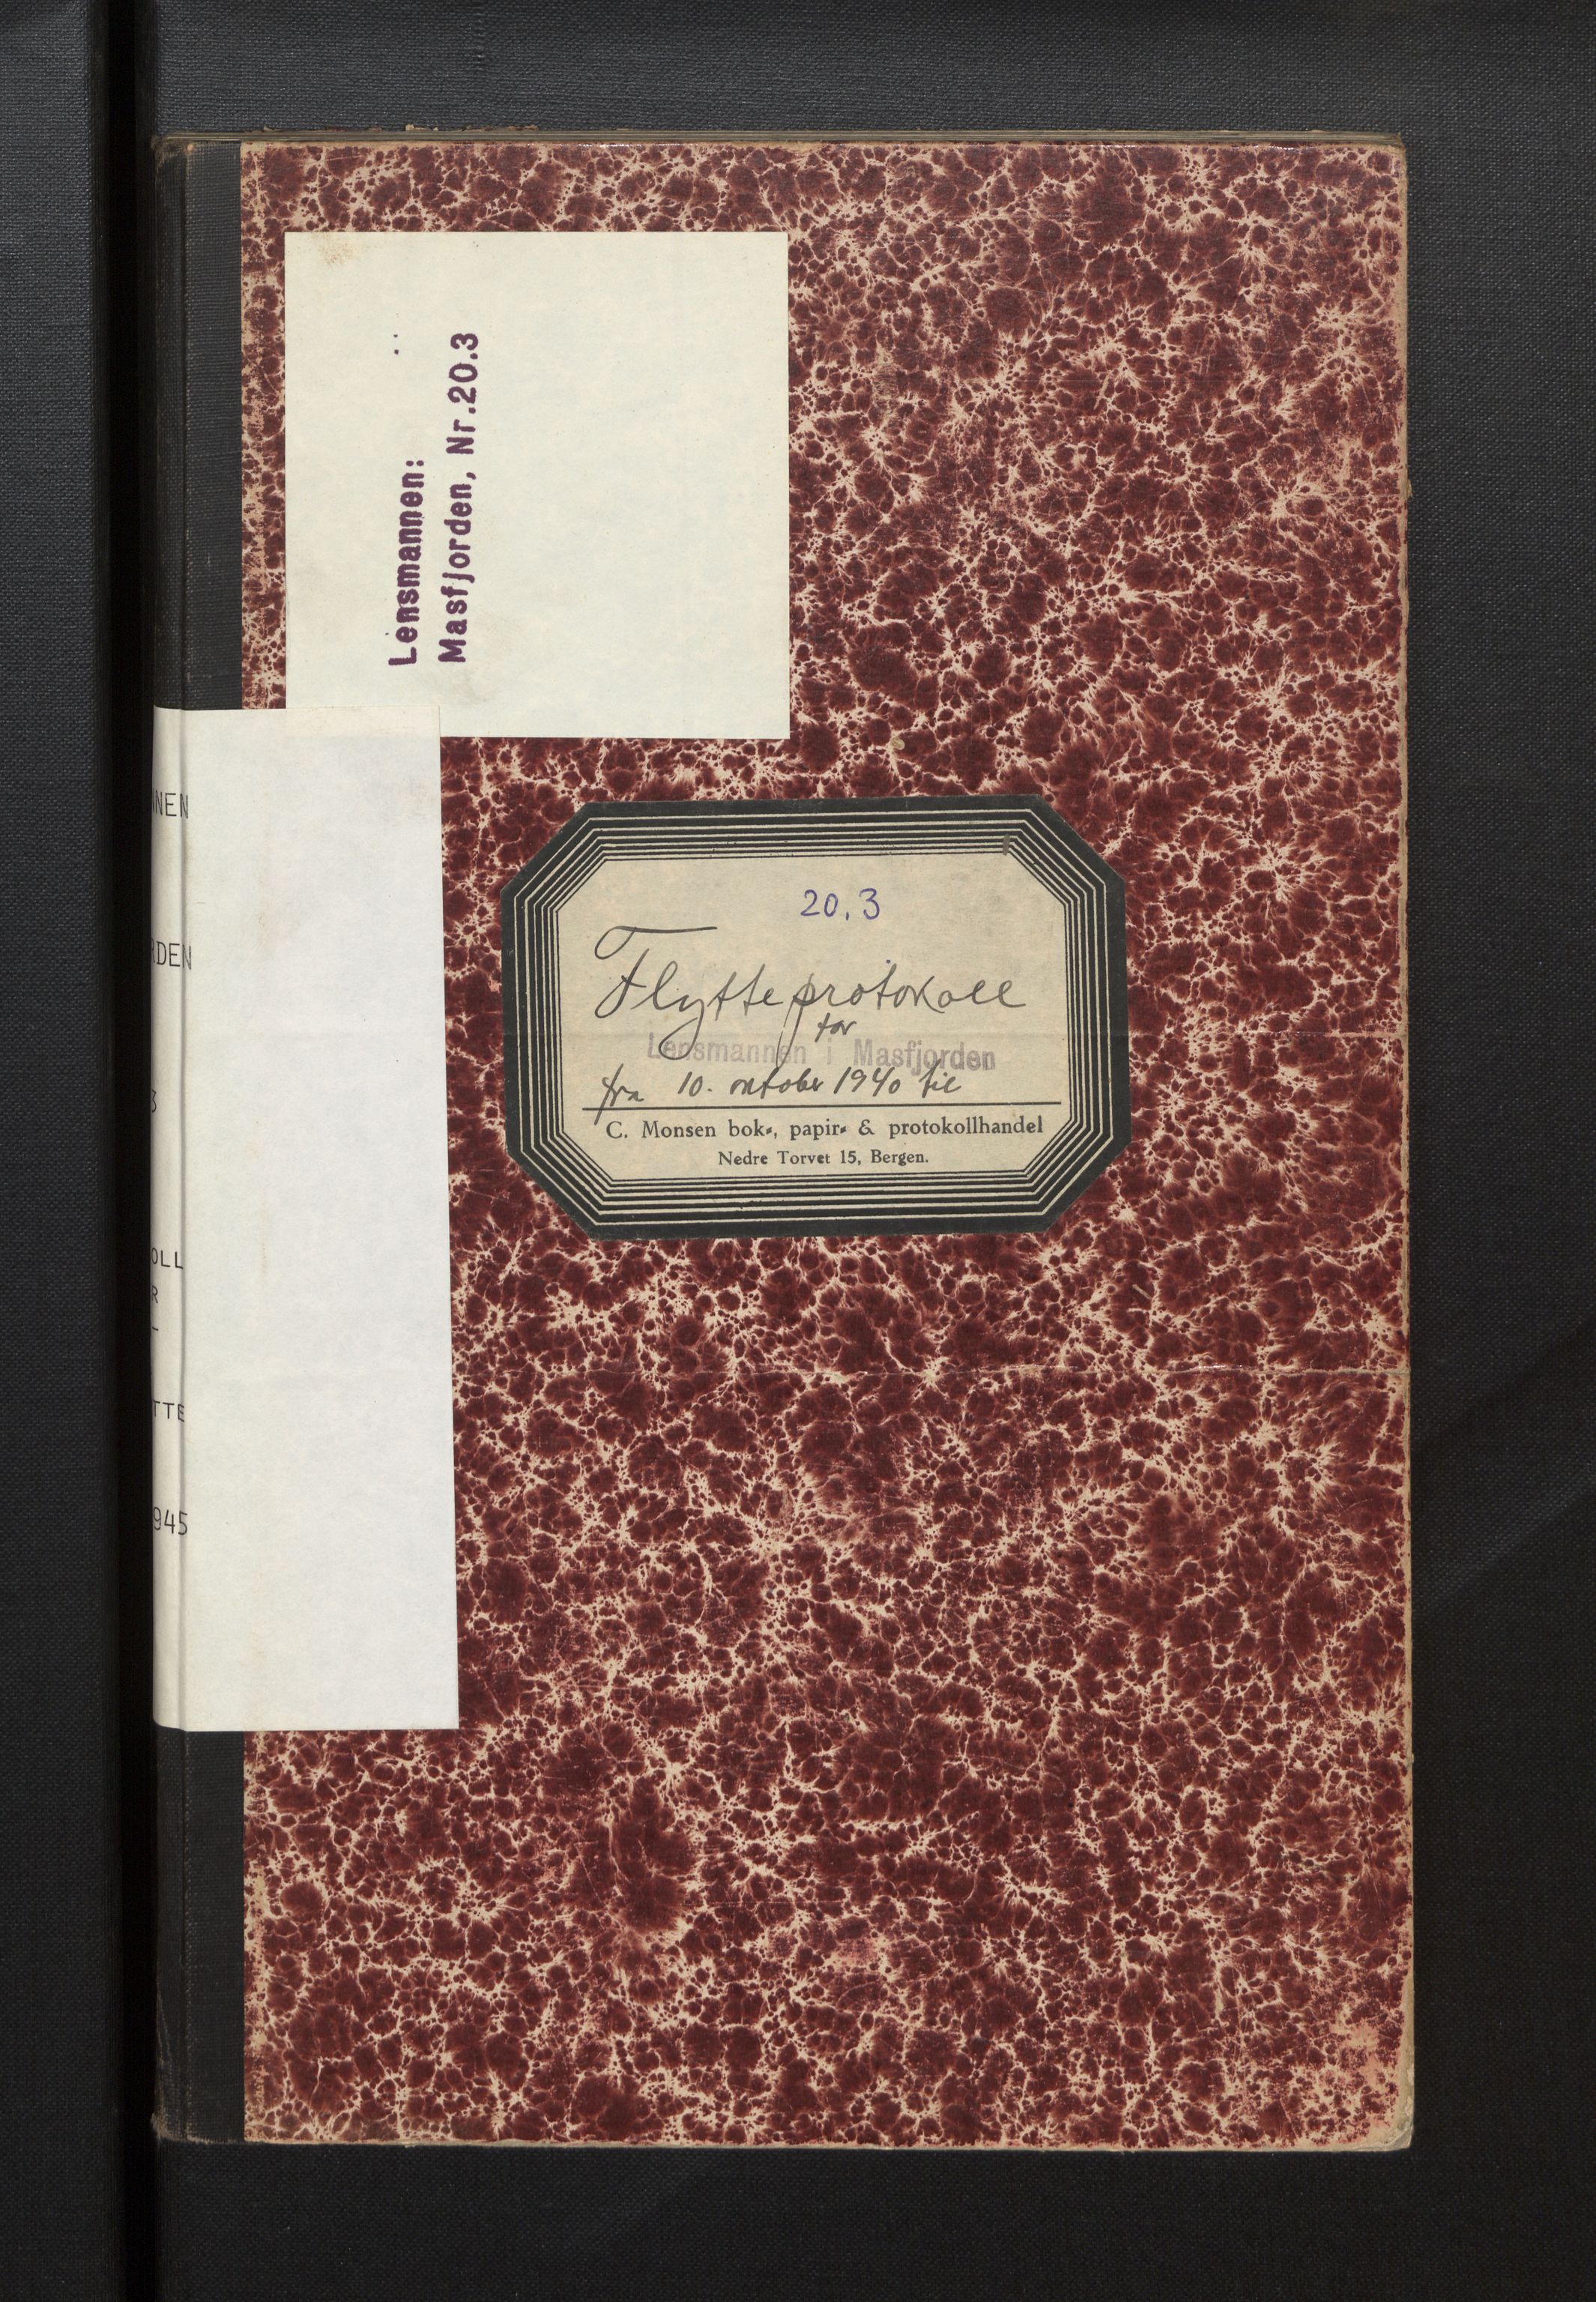 Lensmannen:
Masfjorden, Nr.20.3
NEN
RDEN
3
OLL
R
-
TTE
945
20.3
Flytteprotokoll
for
Lensmannen i Masfjorden
fra 10. oktober 1940 til
C. Monsen bok-, papir- & protokollhandel
Nedre Torvet 15, Bergen.